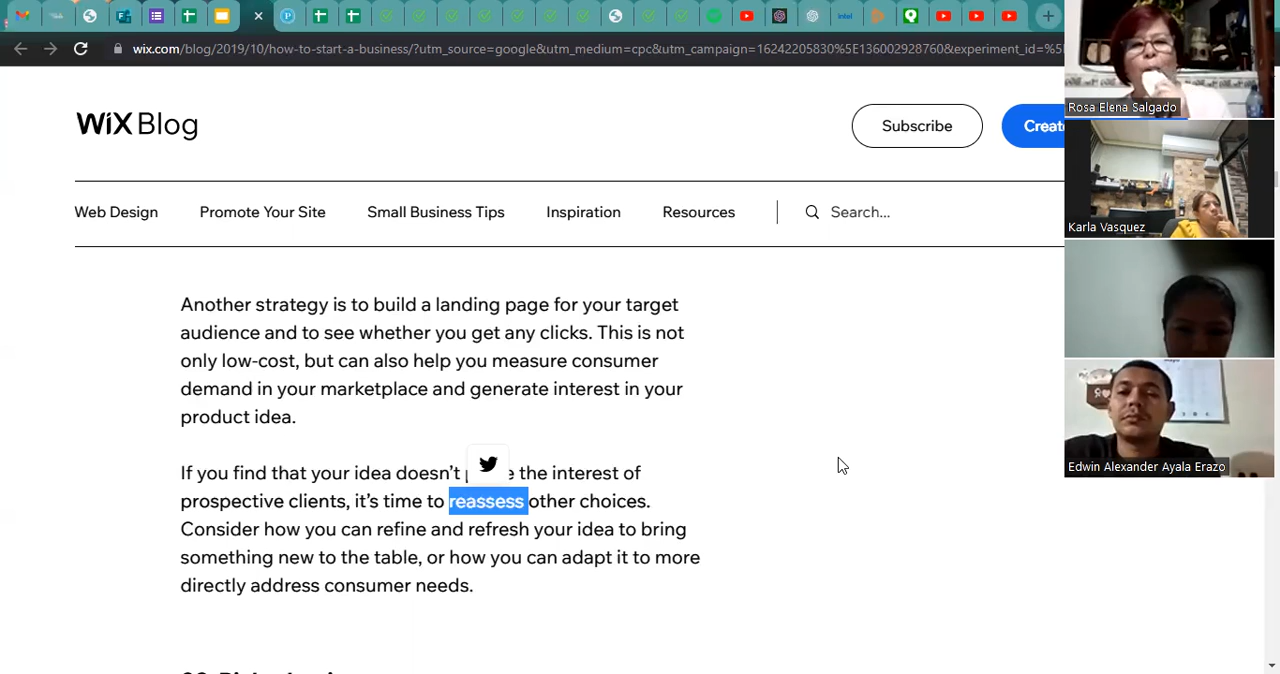 wix.com/blog/2019/10/how-to-start-a-business/?utm_source=google&utm_medium=cpc&utm_campaign=16242205830%5E136002928760&experiment_id=%5
WIX Blog
Subscribe
Create
Web Design
Promote Your Site
Small Business Tips
Inspiration
Resources
Search...
Another strategy is to build a landing page for your target
audience and to see whether you get any clicks. This is not
only low-cost, but can also help you measure consumer
demand in your marketplace and generate interest in your
product idea.
If you find that your idea doesn't the interest of
prospective clients, it's time to reassess other choices.
Consider how you can refine and refresh your idea to bring
something new to the table, or how you can adapt it to more
directly address consumer needs.
Rosa Elena Salgado
Karla Vasquez
Edwin Alexander Ayala Erazo